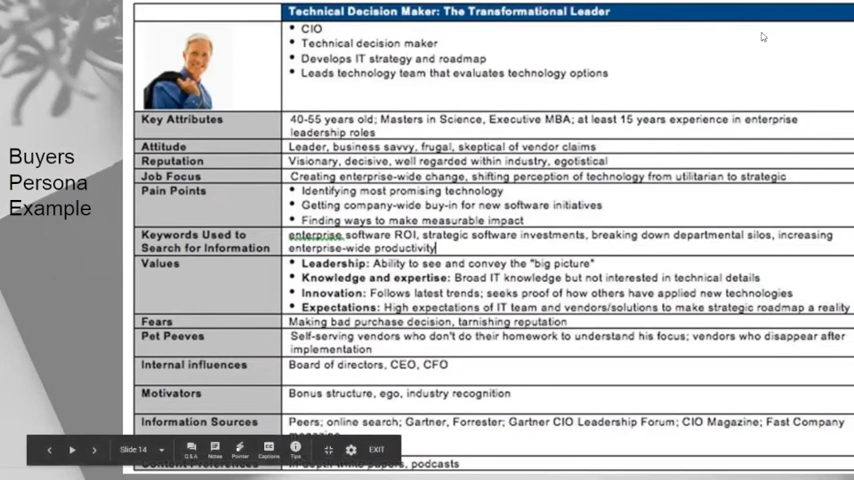 Buyers
Persona
Example
Technical Decision Maker: The Transformational Leader
• CIO
• Technical decision maker
• Develops IT strategy and roadmap
• Leads technology team that evaluates technology options
Key Attributes
40-55 years old; Masters in Science, Executive MBA; at least 15 years experience in enterprise
leadership roles
Attitude
Leader, business savvy, frugal, skeptical of vendor claims
Reputation
Visionary, decisive, well regarded within industry, egotistical
Job Focus
Creating enterprise-wide change, shifting perception of technology from utilitarian to strategic
Pain Points
• Identifying most promising technology
• Getting company-wide buy-in for new software initiatives
• Finding ways to make measurable impact
Keywords Used to
Search for Information
enterprise software ROI, strategic software investments, breaking down departmental silos, increasing
enterprise-wide productivity
Values
• Leadership: Ability to see and convey the "big picture"
• Knowledge and expertise: Broad IT knowledge but not interested in technical details
• Innovation: Follows latest trends; seeks proof of how others have applied new technologies
• Expectations: High expectations of IT team and vendors/solutions to make strategic roadmap a reality
Fears
Making bad purchase decision, tarnishing reputation
Pet Peeves
Self-serving vendors who don't do their homework to understand his focus; vendors who disappear after
implementation
Internal influences
Board of directors, CEO, CFO
Motivators
Bonus structure, ego, industry recognition
Information Sources
Peers; online search; Gartner, Forrester; Gartner CIO Leadership Forum; CIO Magazine; Fast Company
Content Preferences
In-depth white papers, podcasts
Slide 14
Q&A
Notes
Pointer
Captions
Tips
EXIT